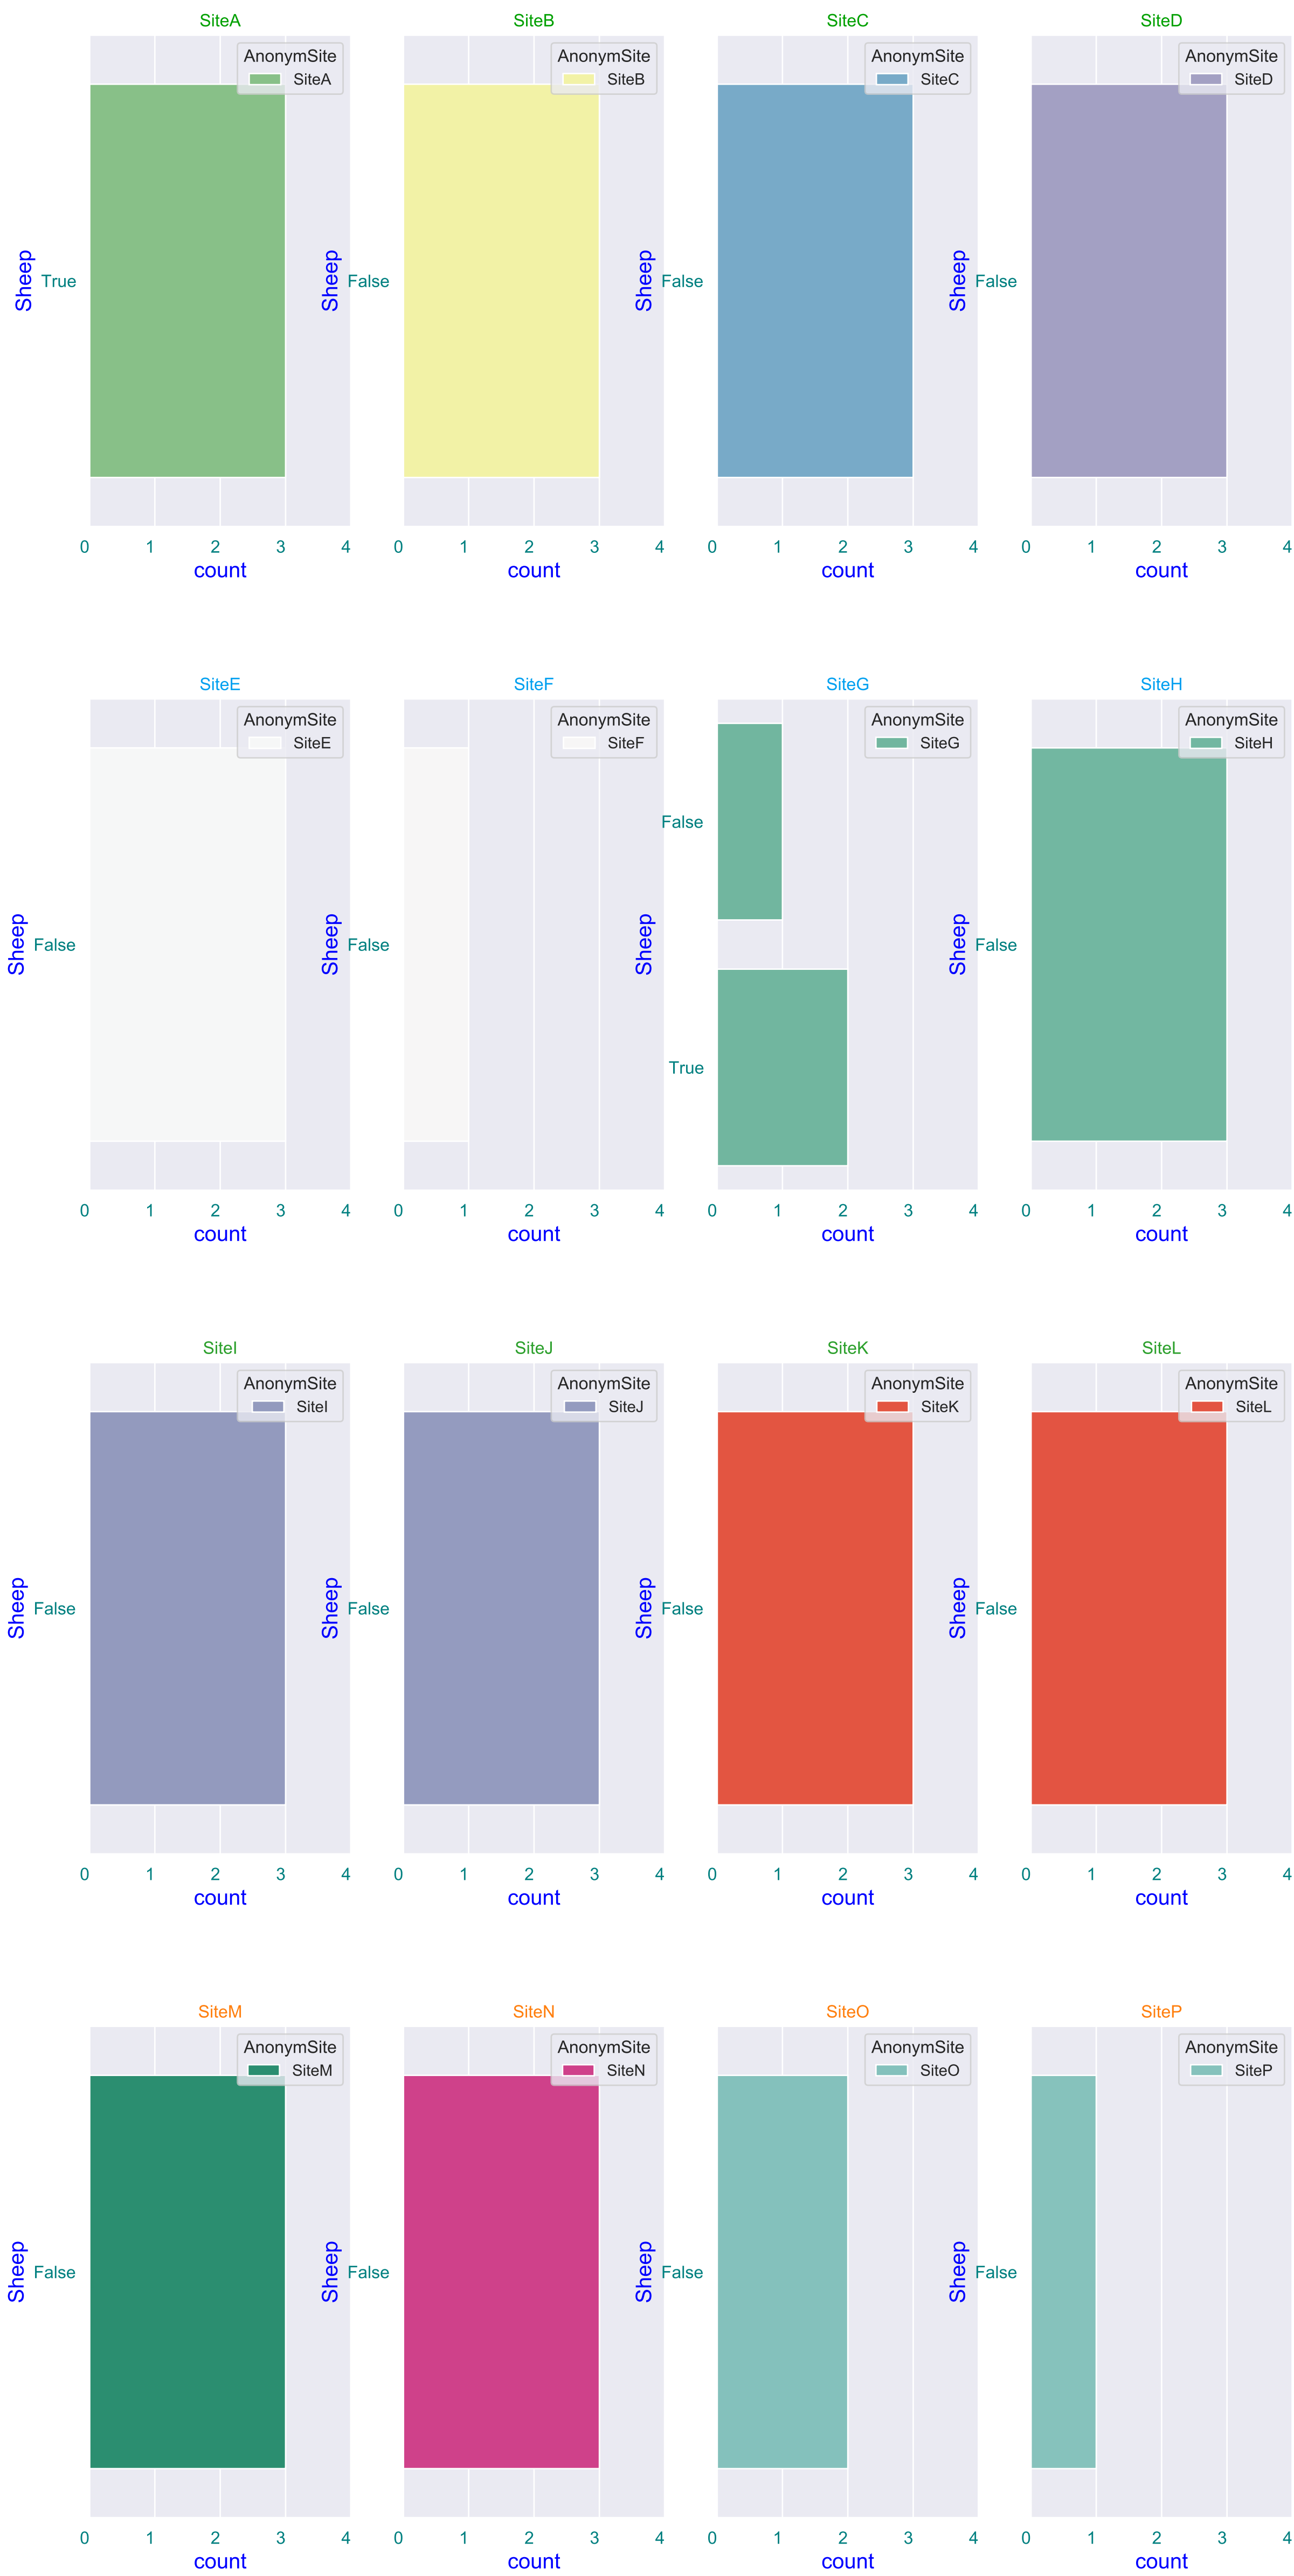 SiteA SiteB SiteC SiteD
AnonymSite AnonymSite AnonymSite AnonymSite
SiteA SiteB SiteC SiteD
Sheep True Sheep False Sheep False Sheep False
0 1 2 3 4 0 1 2 3 4 0 1 2 3 4 0 1 2 3 4
count count count count
SiteE SiteF SiteG SiteH
AnonymSite AnonymSite AnonymSite AnonymSite
SiteE SiteF SiteG SiteH
False
Sheep False Sheep False Sheep Sheep False
True
0 1 2 3 4 0 1 2 3 4 0 1 2 3 4 0 1 2 3 4
count count count count
SiteI SiteJ SiteK SiteL
AnonymSite AnonymSite AnonymSite AnonymSite
SiteI SiteJ SiteK SiteL
Sheep False Sheep False Sheep False Sheep False
0 1 2 3 4 0 1 2 3 4 0 1 2 3 4 0 1 2 3 4
count count count count
SiteM SiteN SiteO SiteP
AnonymSite AnonymSite AnonymSite AnonymSite
SiteM SiteN SiteO SiteP
Sheep False Sheep False Sheep False Sheep False
0 1 2 3 4 0 1 2 3 4 0 1 2 3 4 0 1 2 3 4
count count count count